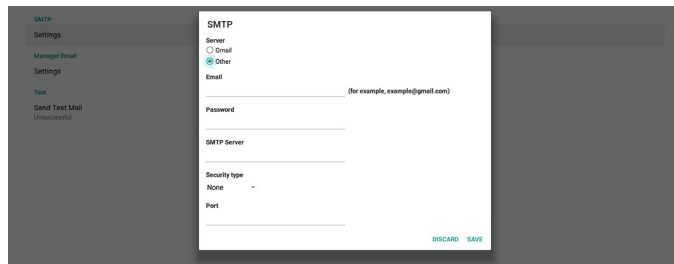 SMTP
Settings
Manager Email
Settings
Test
Send Test Mail
Unsuccessful
SMTP
Server
Gmail
Other
Email
(for example, example@gmail.com)
Password
SMTP Server
Security type
None
Port
DISCARD SAVE